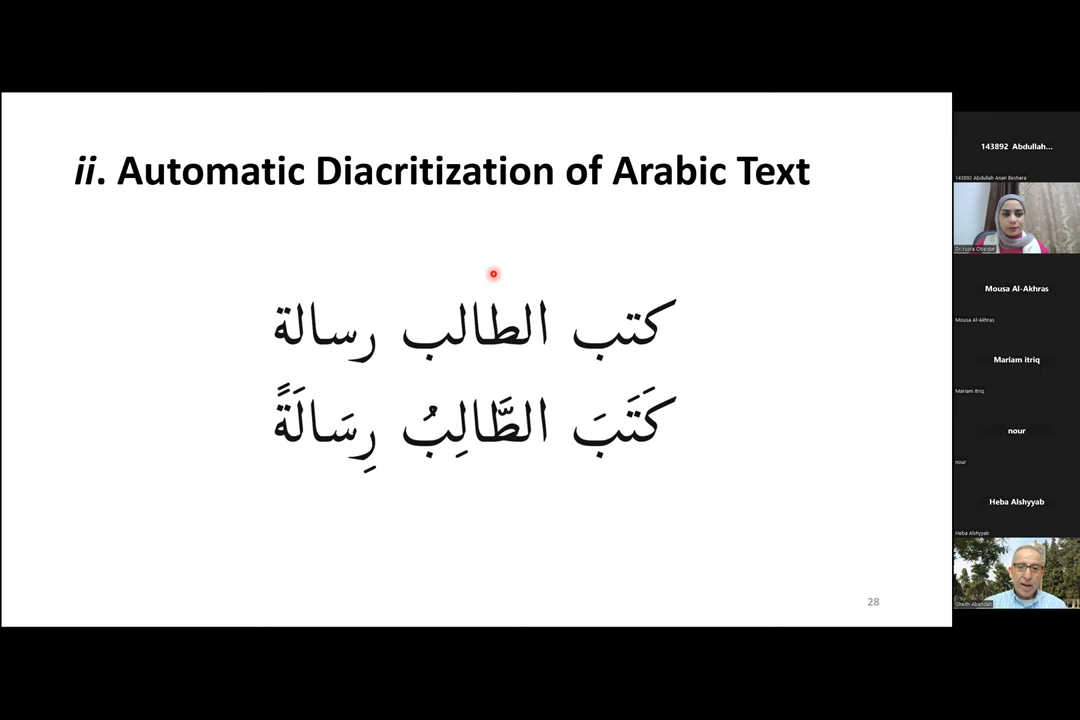 ii. Automatic Diacritization of Arabic Text
كتب الطالب رسالة
كَتَبَ الطَّالِبُ رِسَالَةً
28
143892 Abdullah...
143892 Abdullah Anan Beshara
Dr.Yusra Obeidat
Mousa Al-Akhras
Mousa Al-Akhras
Mariam itriq
Mariam itriq
nour
nour
Heba Alshyyab
Heba Alshyyab
Gheith Abandah